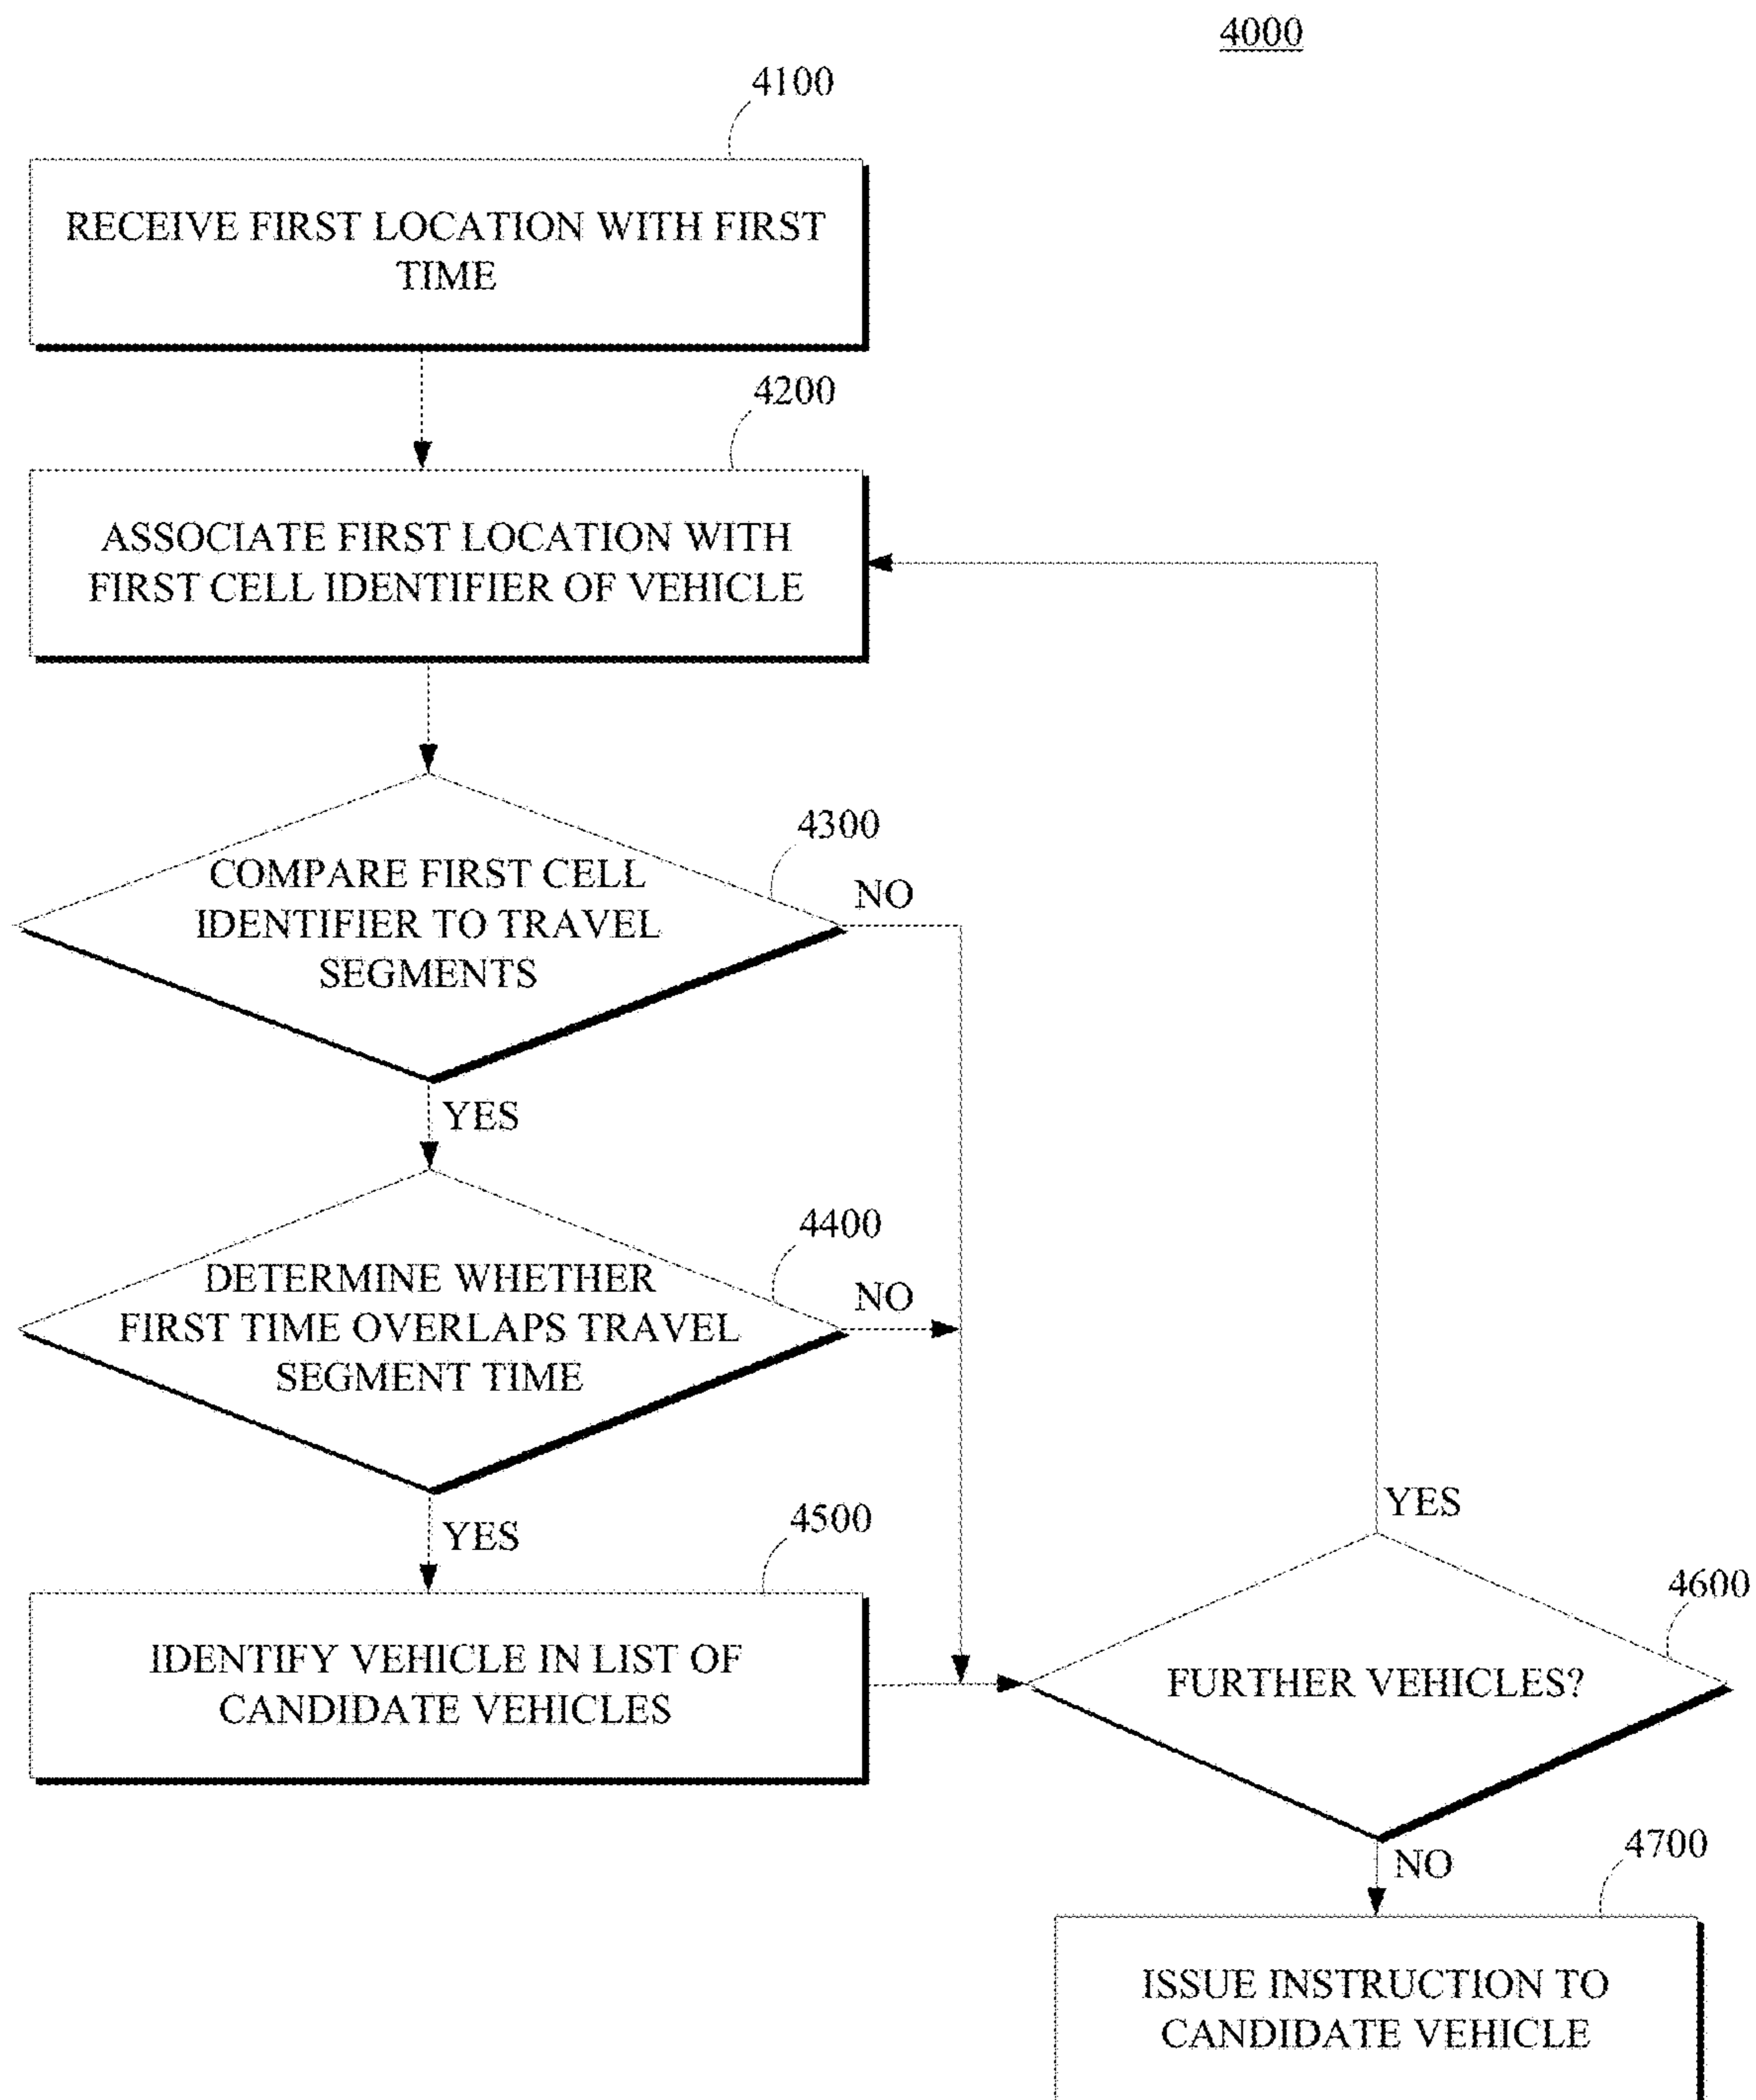 4000
4100
RECEIVE FIRST LOCATION WITH FIRST
TIME
4200
ASSOCIATE FIRST LOCATION WITH
FIRST CELL IDENTIFIER OF VEHICLE
4300
COMPARE FIRST CELL
IDENTIFIER TO TRAVEL
SEGMENTS
NO
YES
4400
DETERMINE WHETHER
FIRST TIME OVERLAPS TRAVEL
SEGMENT TIME
NO
YES
4500
IDENTIFY VEHICLE IN LIST OF
CANDIDATE VEHICLES
YES
4600
FURTHER VEHICLES?
NO
4700
ISSUE INSTRUCTION TO
CANDIDATE VEHICLE